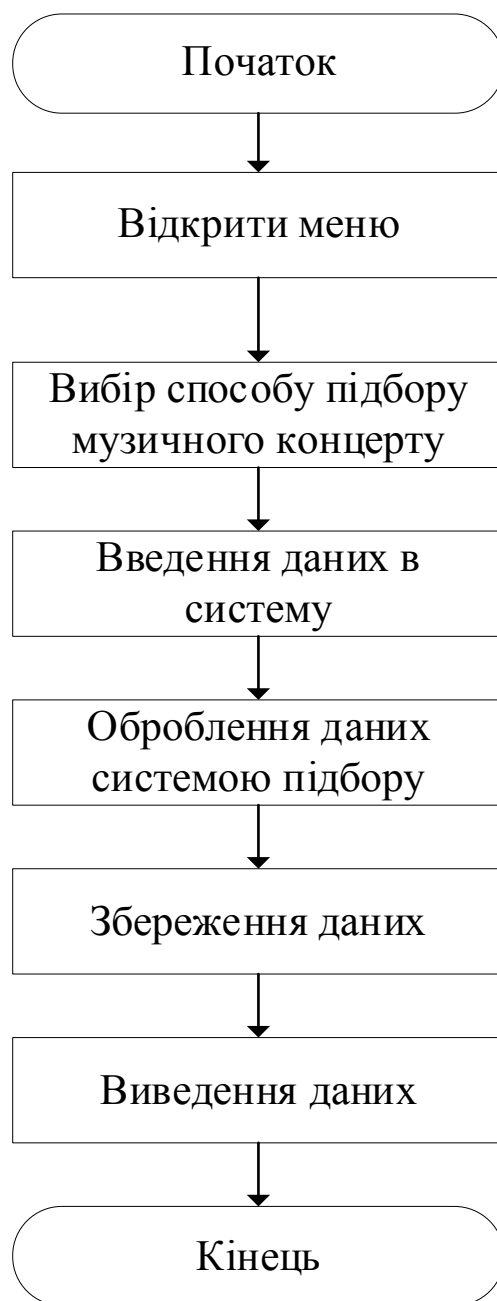 Початок
Відкрити меню
Вибір способу підбору
музичного концерту
Введення даних в
систему
Оброблення даних
системою підбору
Збереження даних
Виведення даних
Кінець